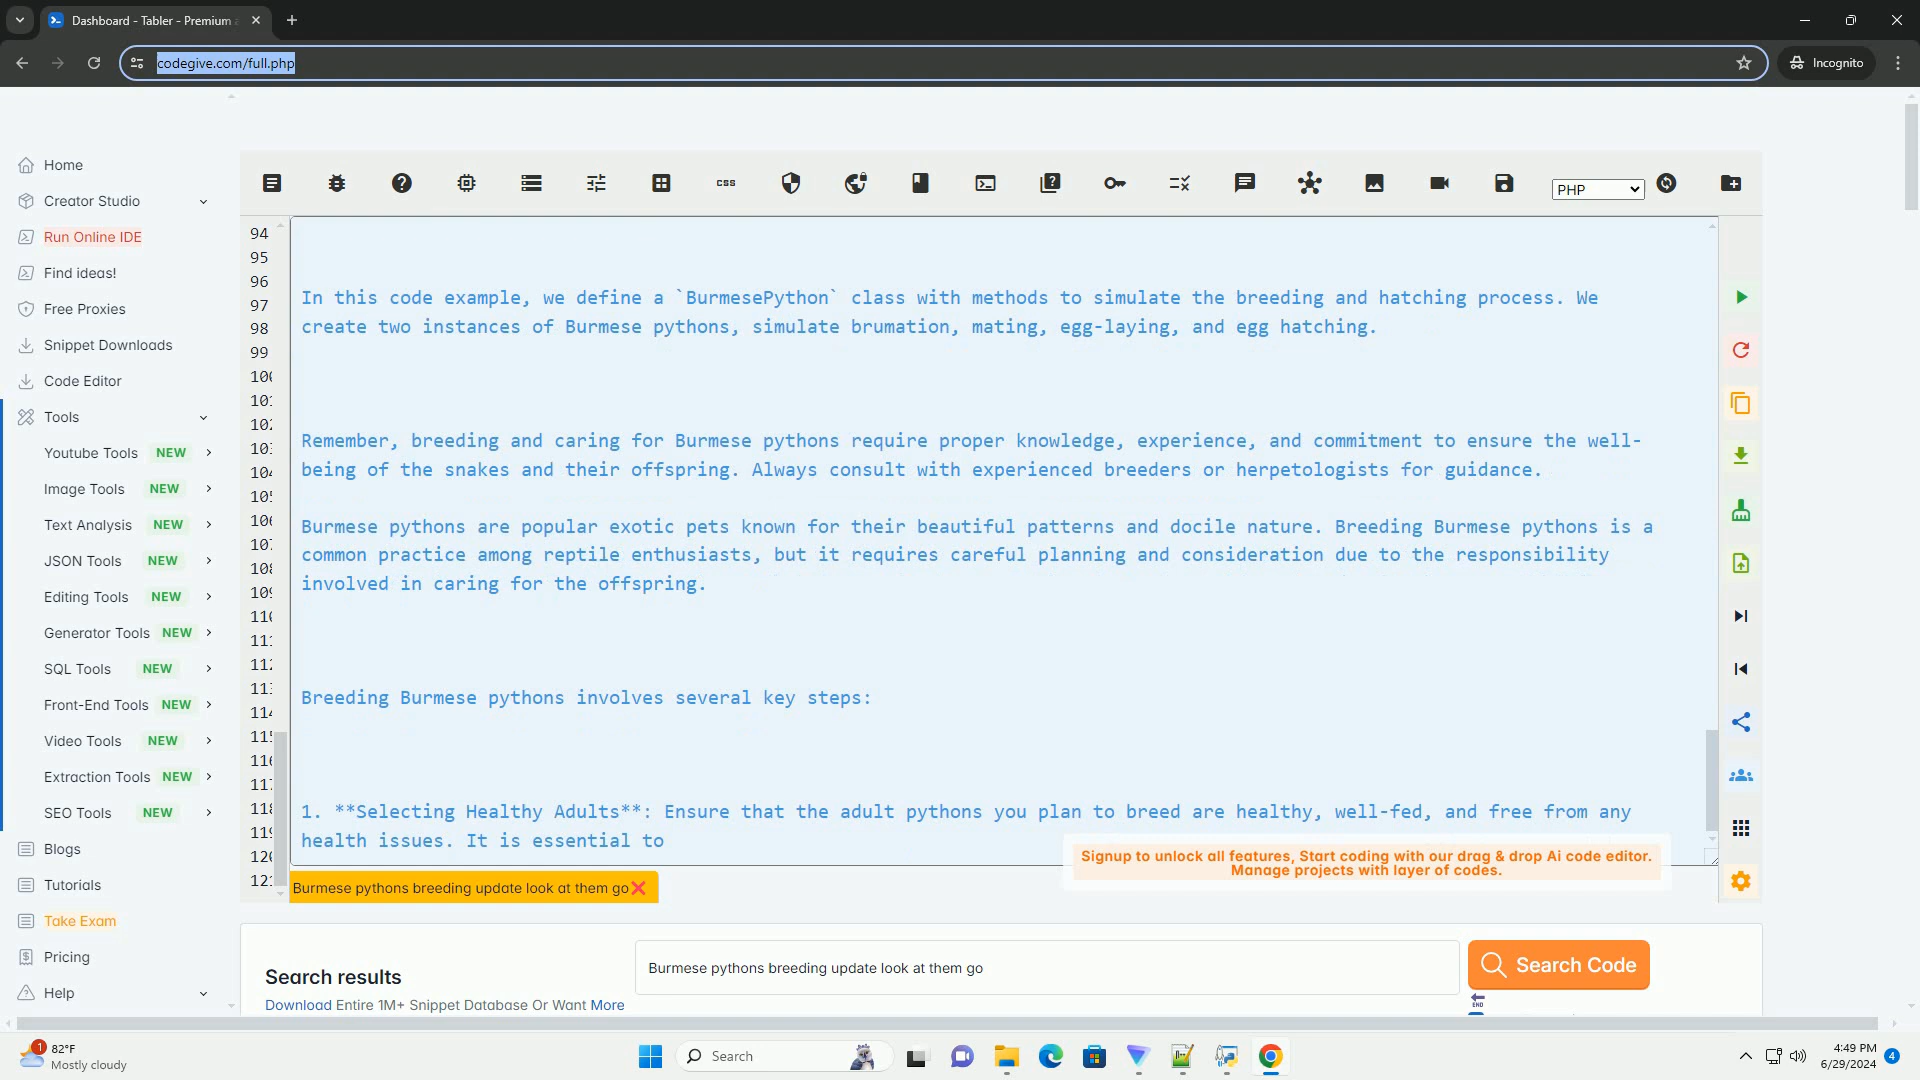 Dashboard - Tabler - Premium
codegive.com/full.php
Incognito
Home
Creator Studio
Run Online IDE
Find ideas!
Free Proxies
Snippet Downloads
Code Editor
Tools
Youtube Tools NEW
Image Tools NEW
Text Analysis NEW
JSON Tools NEW
Editing Tools NEW
Generator Tools NEW
SQL Tools NEW
Front-End Tools NEW
Video Tools NEW
Extraction Tools NEW
SEO Tools NEW
Blogs
Tutorials
Take Exam
Pricing
Help
css
PHP
94
95
96
97
98
99
In this code example, we define a `BurmesePython` class with methods to simulate the breeding and hatching process. We
create two instances of Burmese pythons, simulate brumation, mating, egg-laying, and egg hatching.
Remember, breeding and caring for Burmese pythons require proper knowledge, experience, and commitment to ensure the well-
being of the snakes and their offspring. Always consult with experienced breeders or herpetologists for guidance.
Burmese pythons are popular exotic pets known for their beautiful patterns and docile nature. Breeding Burmese pythons is a
common practice among reptile enthusiasts, but it requires careful planning and consideration due to the responsibility
involved in caring for the offspring.
Breeding Burmese pythons involves several key steps:
1. **Selecting Healthy Adults**: Ensure that the adult pythons you plan to breed are healthy, well-fed, and free from any
health issues. It is essential to
Signup to unlock all features, Start coding with our drag & drop Ai code editor.
Manage projects with layer of codes.
Burmese pythons breeding update look at them go
Search results
Download Entire 1M+ Snippet Database Or Want More
Burmese pythons breeding update look at them go
Search Code
END
1
82°F
Mostly cloudy
Search
4:49 PM
6/29/2024
4